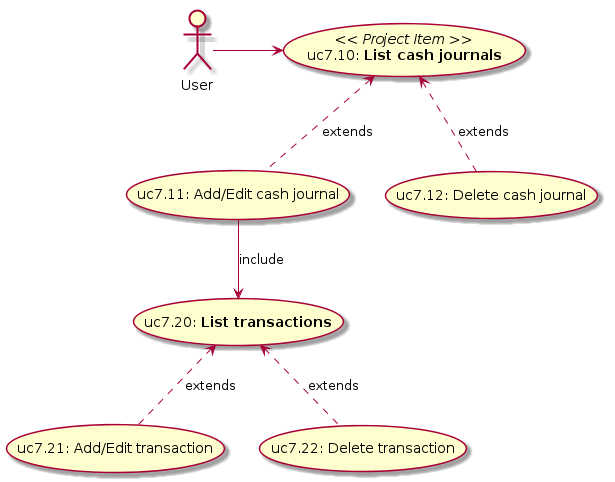 << Project Item >>
uc7.10: List cash journals
User
extends
extends
uc7.11: Add/Edit cash journal
uc7.12: Delete cash journal
include
uc7.20: List transactions
extends
extends
uc7.21: Add/Edit transaction
uc7.22: Delete transaction